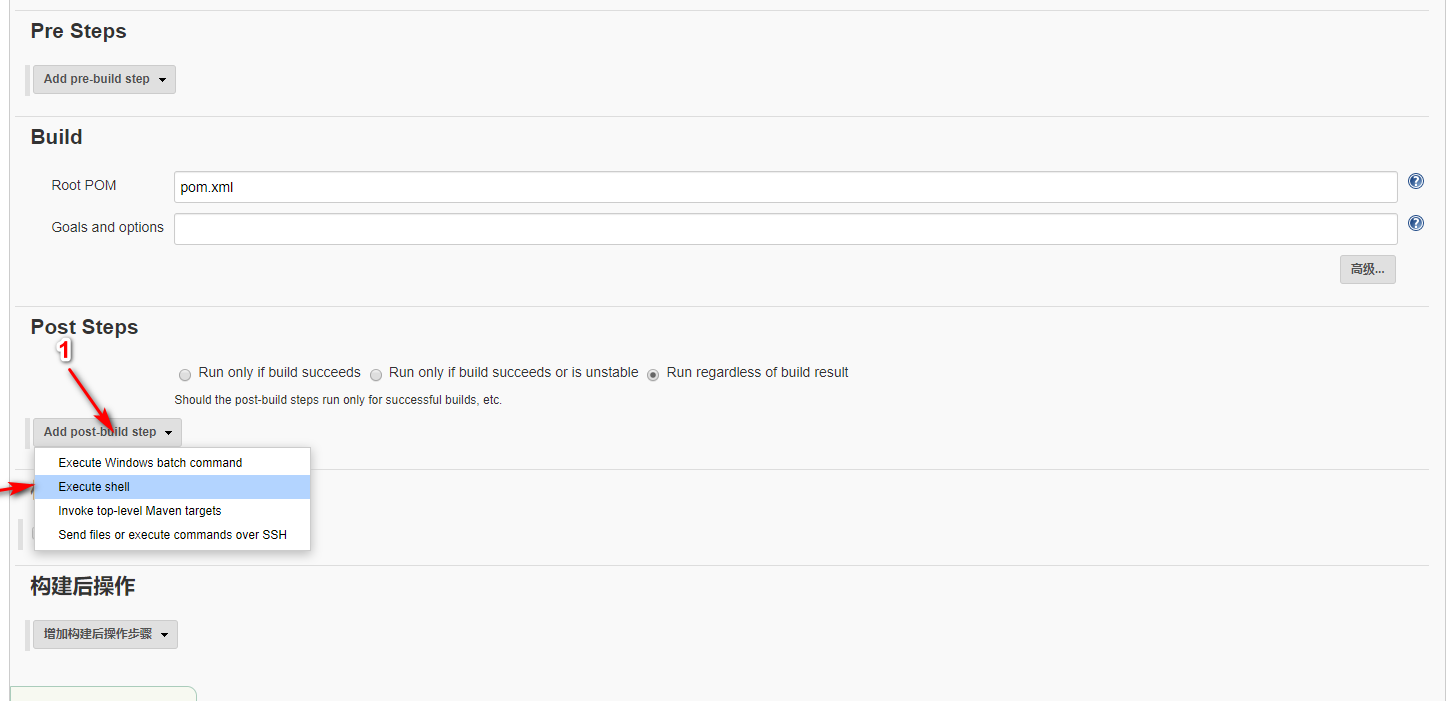 Pre Steps
Add pre-build step
Build
Root POM
pom.xml
Goals and options
高级...
Post Steps
1
Run only if build succeeds Run only if build succeeds or is unstable Run regardless of build result
Should the post-build steps run only for successful builds, etc.
Add post-build step
Execute Windows batch command
Execute shell
Invoke top-level Maven targets
Send files or execute commands over SSH
构建后操作
增加构建后操作步骤